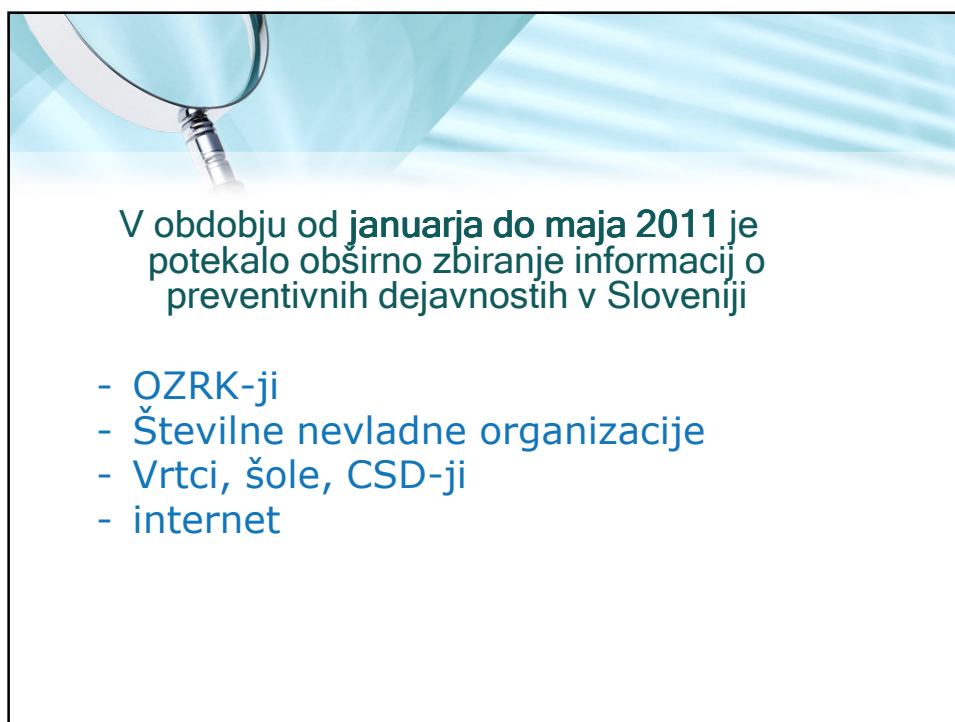 V obdobju od januarja do maja 2011 je
potekalo obširno zbiranje informacij o
preventivnih dejavnostih v Sloveniji
- OZRK-ji
- Številne nevladne organizacije
- Vrtci, šole, CSD-ji
- internet